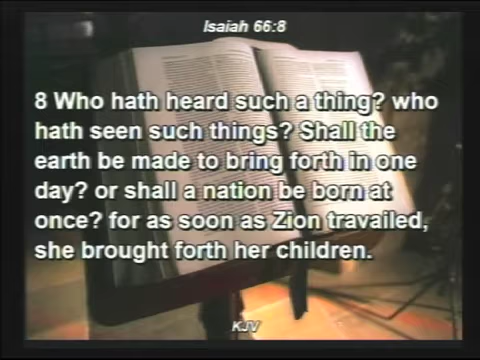 Isaiah 66:8
8 Who hath heard such a thing? who
hath seen such things? Shall the
earth be made to bring forth in one
day? or shall a nation be born at
once? for as soon as Zion travailed,
she brought forth her children.
KJV